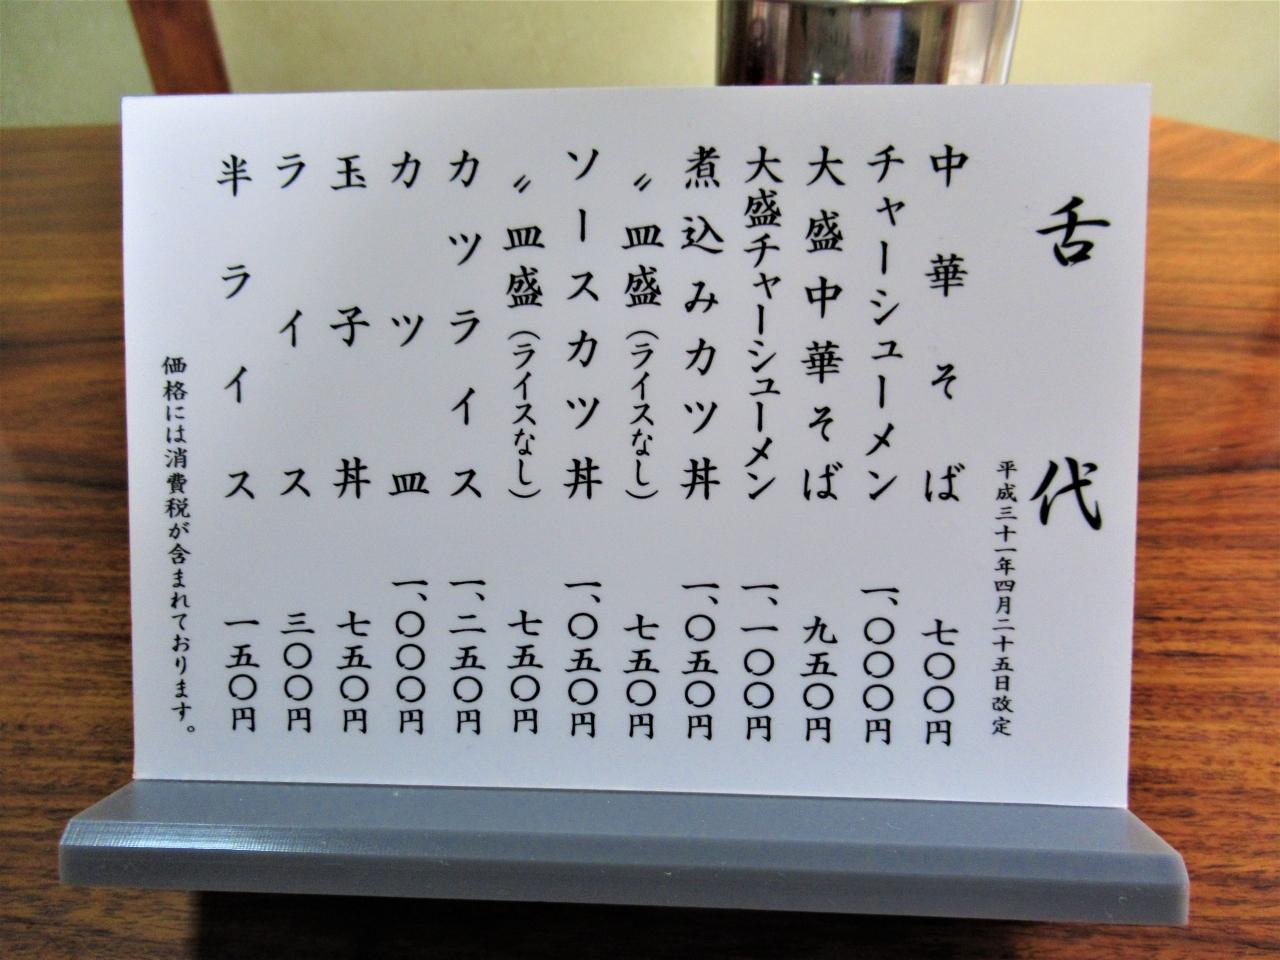 舌代
平成三十一年四月二十五日改定
中華そば 七〇〇円
チャーシューメン 一、〇〇〇円
大盛中華そば 九五〇円
大盛チャーシューメン 一、一〇〇円
煮込みカツ丼 一、〇五〇円
〃皿盛(ライスなし) 七五〇円
ソースカツ丼 一、〇五〇円
〃皿盛(ライスなし) 七五〇円
カツライス 一、二五〇円
カツ皿 一、〇〇〇円
玉子丼 七五〇円
ライス 三〇〇円
半ライス 一五〇円
価格には消費税が含まれております。